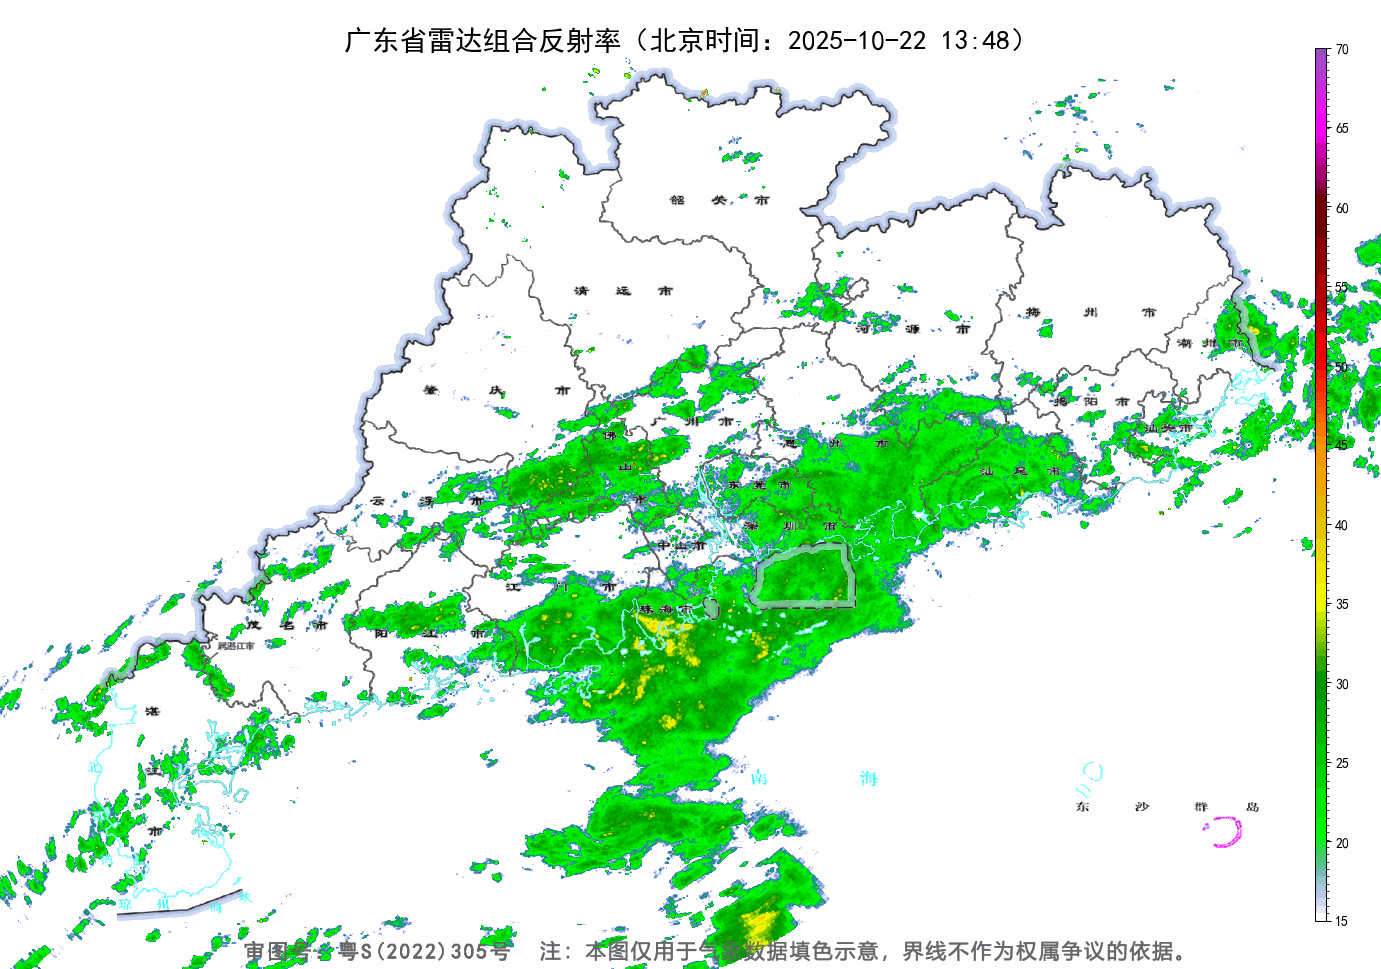 广东省雷达组合反射率（北京时间：2025-10-22 13:48）
70
65
60
55
50
45
40
35
30
25
20
15
韶关市
清远市
河源市
梅州市
潮州市
肇庆市
揭阳市
汕头市
广州市
佛山市
惠州市
汕尾市
东莞市
云浮市
深圳市
中山市
江门市
珠海市
茂名市
阳江市
属湛江市
湛江市
南海
东沙群岛
北
琼州海峡
审图号：粤S(2022)305号 注：本图仅用于气象数据填色示意，界线不作为权属争议的依据。